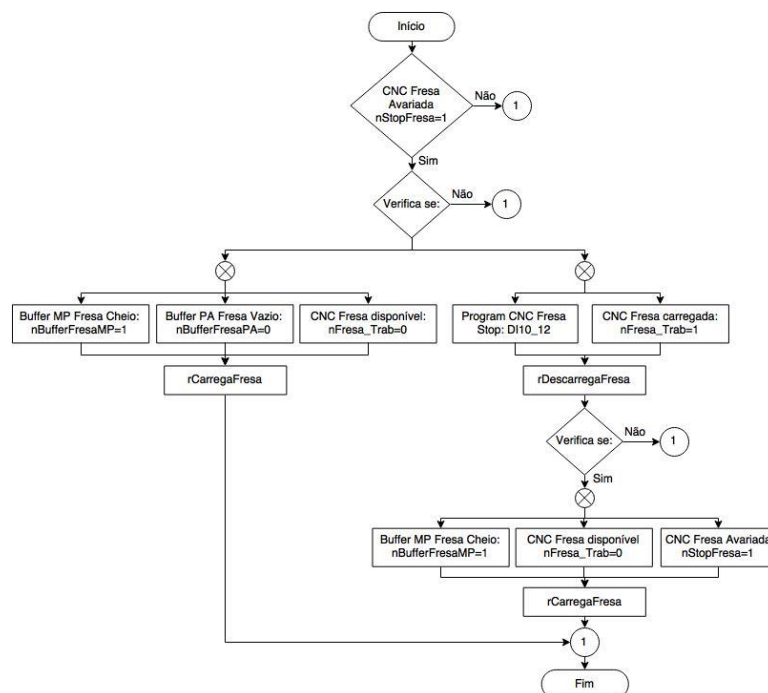 Início
CNC Fresa
Avariada
nStopFresa=1
Não
1
Sim
Verifica se:
Não
1
Buffer MP Fresa Cheio:
nBufferFresaMP=1
Buffer PA Fresa Vazio:
nBufferFresaPA=0
CNC Fresa disponível:
nFresa_Trab=0
Program CNC Fresa
Stop: DI10_12
CNC Fresa carregada:
nFresa_Trab=1
rCarregaFresa
rDescarregaFresa
Verifica se:
Não
1
Sim
Buffer MP Fresa Cheio:
nBufferFresaMP=1
CNC Fresa disponível
nFresa_Trab=0
CNC Fresa Avariada
nStopFresa=1
rCarregaFresa
1
Fim